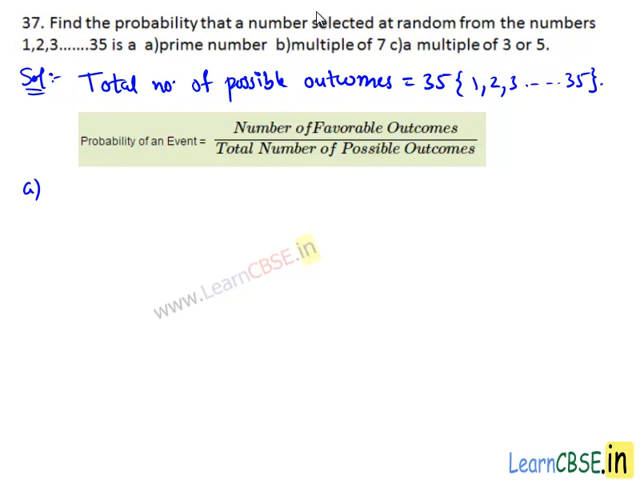 37. Find the probability that a number selected at random from the numbers
1,2,3.......35 is a a)prime number b)multiple of 7 c)a multiple of 3 or 5.
Sol:- Total no. of possible outcomes = 35 { 1, 2, 3 ----- 35}.
Number of Favorable Outcomes
Probability of an Event =
Total Number of Possible Outcomes
a)
www.LearnCBSE.in
LearnCBSE.in